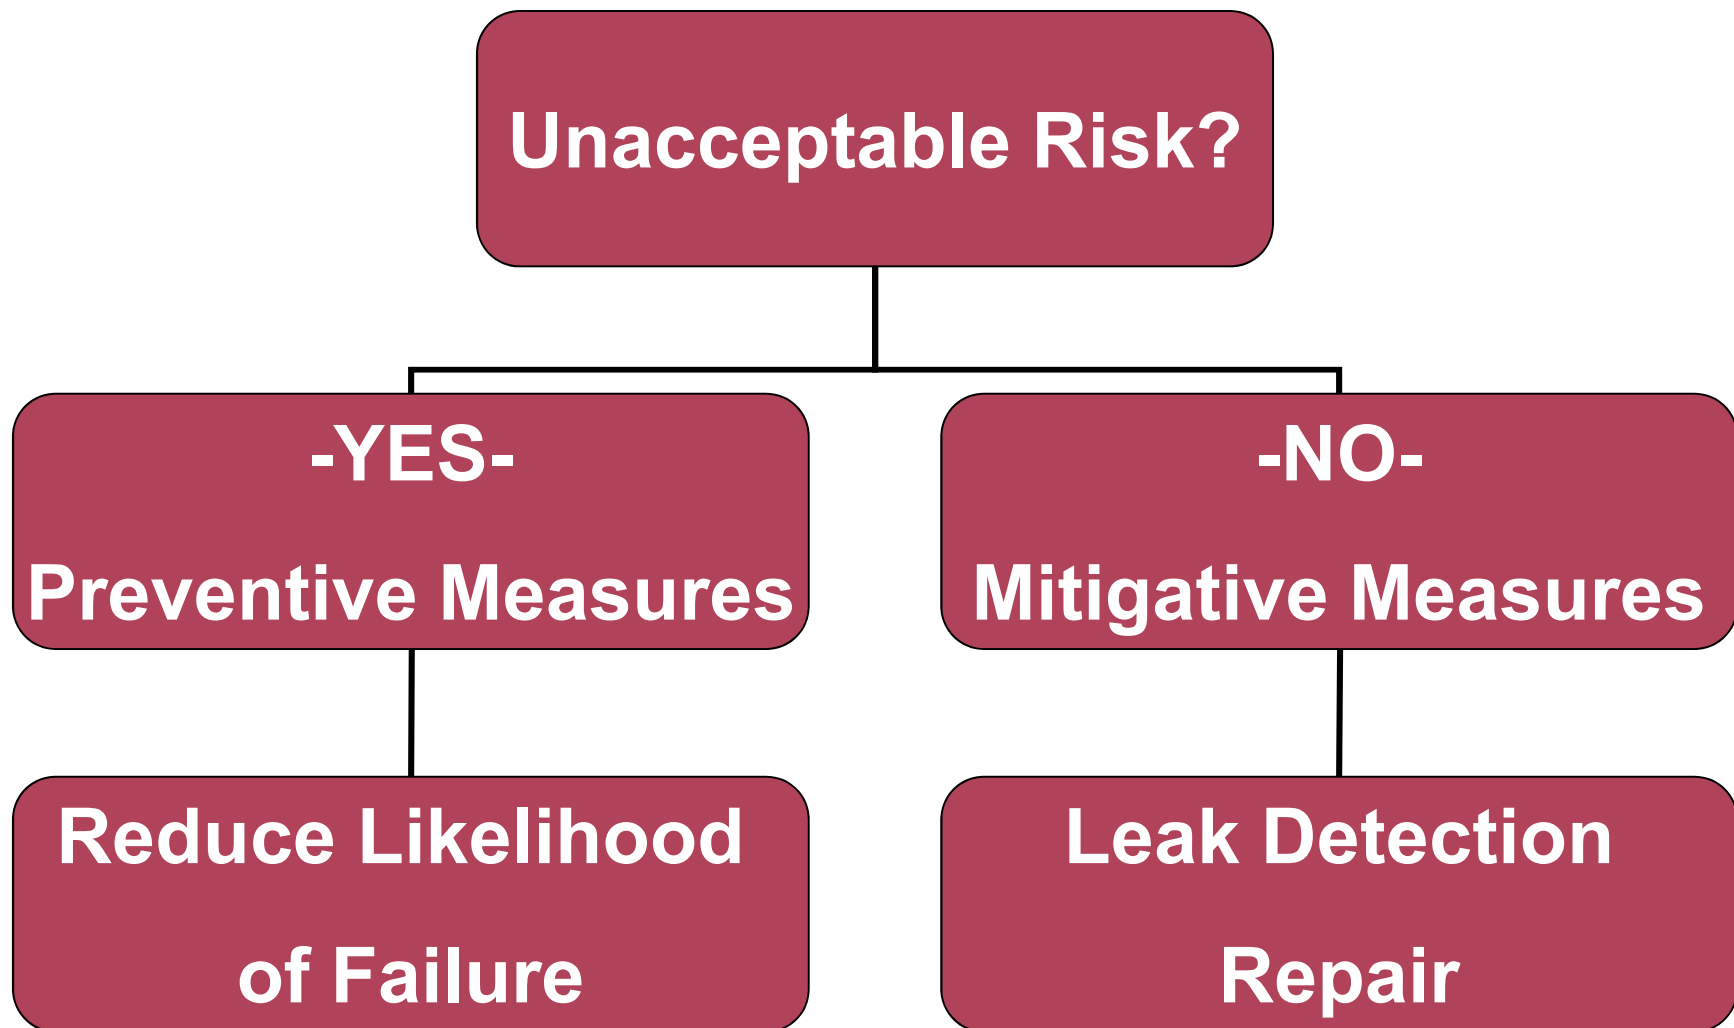 Unacceptable Risk?
-YES-
Preventive Measures
-NO-
Mitigative Measures
Reduce Likelihood
of Failure
Leak Detection
Repair